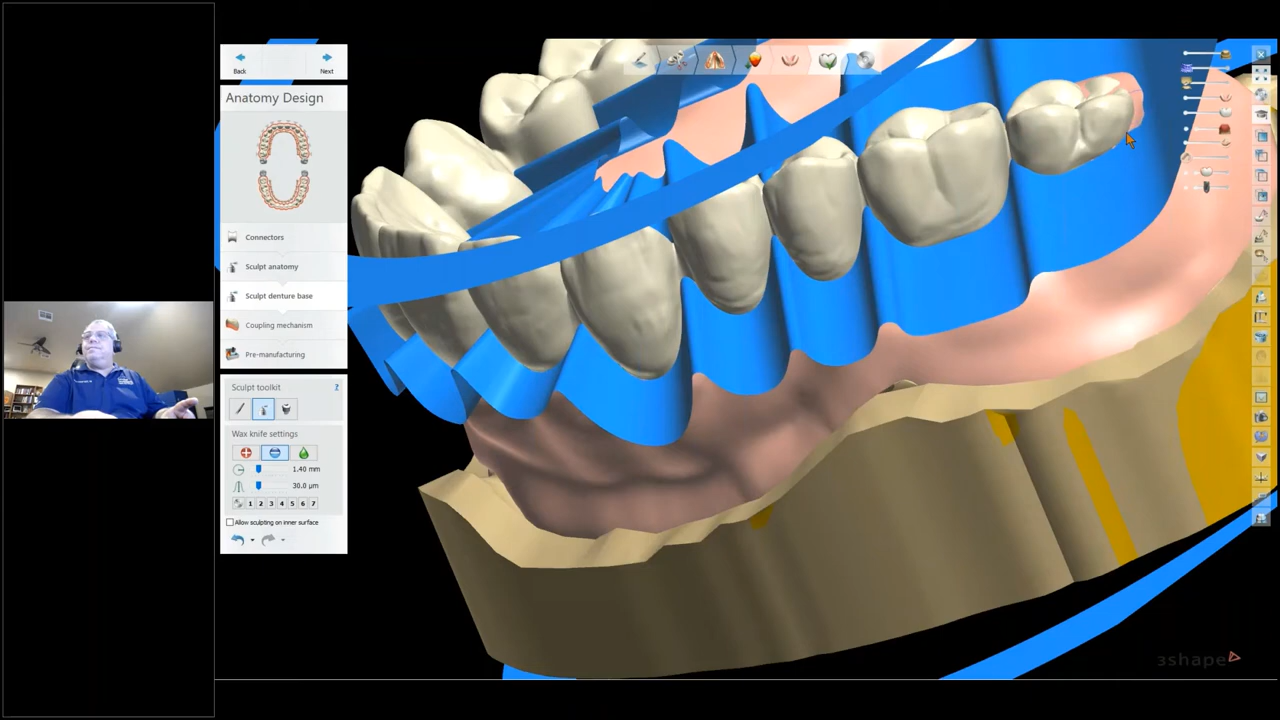 Back
Next
Anatomy Design
Connectors
Sculpt anatomy
Sculpt denture base
Coupling mechanism
Pre-manufacturing
Sculpt toolkit ?
Wax knife settings
1.40 mm
30.0 µm
1 2 3 4 5 6 7
Allow sculpting on inner surface
3shape